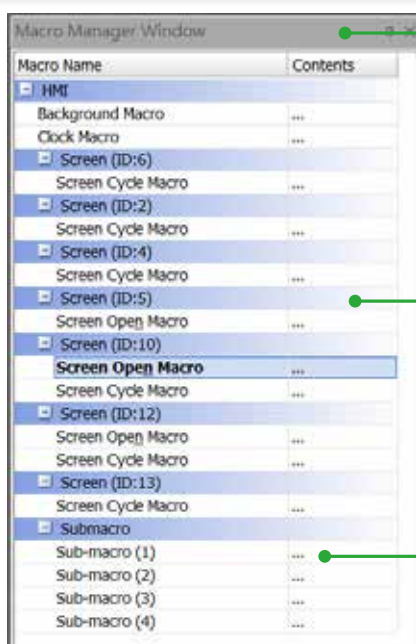 Macro Manager Window
Macro Name Contents
HMI
Background Macro ...
Clock Macro ...
Screen (ID:6)
Screen Cycle Macro ...
Screen (ID:2)
Screen Cycle Macro ...
Screen (ID:4)
Screen Cycle Macro ...
Screen (ID:5)
Screen Open Macro ...
Screen (ID:10)
Screen Open Macro ...
Screen Cycle Macro ...
Screen (ID:12)
Screen Open Macro ...
Screen Cycle Macro ...
Screen (ID:13)
Screen Cycle Macro ...
Submacro
Sub-macro (1) ...
Sub-macro (2) ...
Sub-macro (3) ...
Sub-macro (4) ...